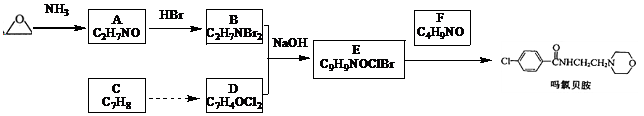 O NH₃ A C₂H₇NO HBr B C₂H₇NBr₂ NaOH E C₉H₉NOClBr F C₄H₉NO
C C₇H₈ D C₇H₄OCl₂
Cl O C NHCH₂CH₂N O
吗氯贝胺